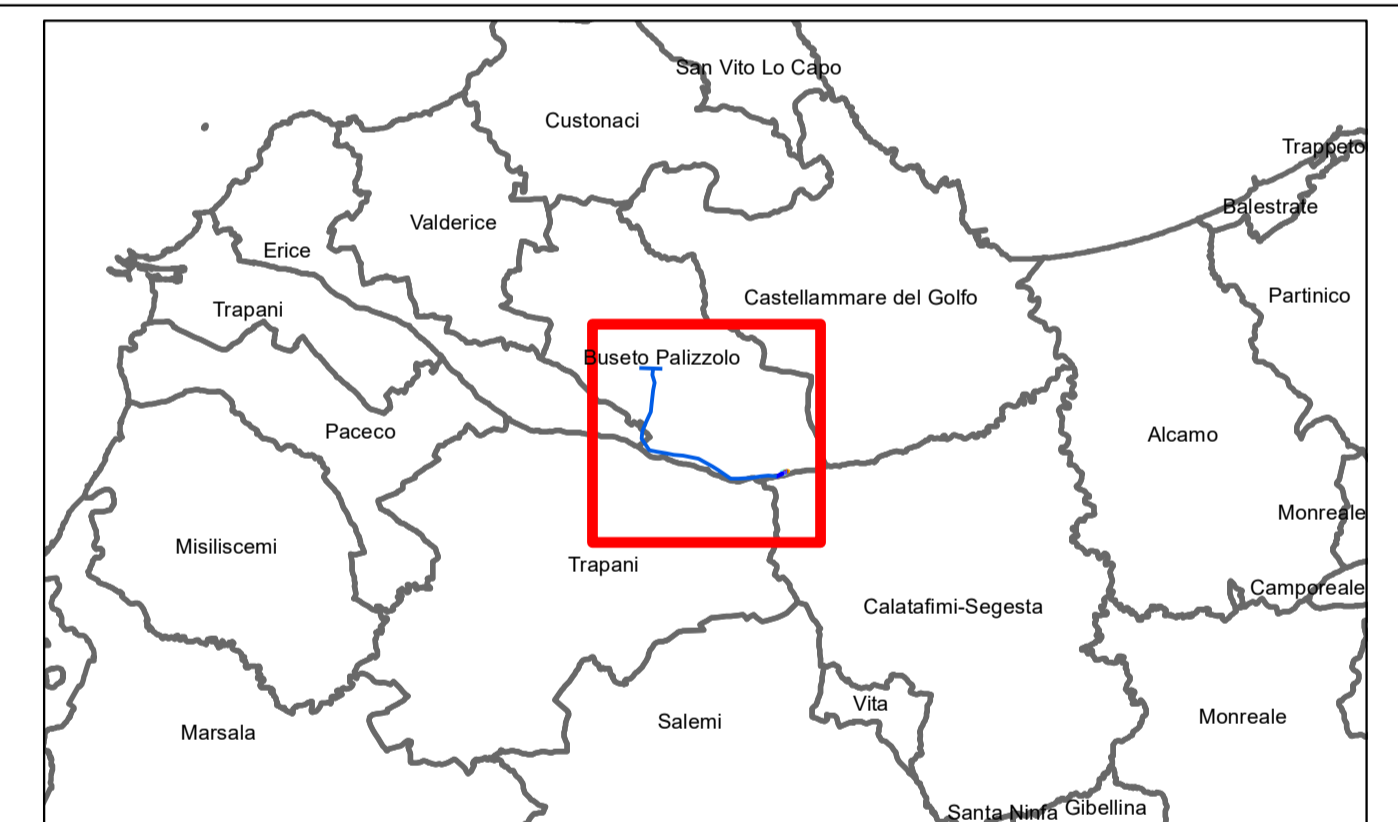 San Vito Lo Capo
Custonaci
Trappeto
Balestrate
Valderice
Erice
Partinico
Castellammare del Golfo
Trapani
Buseto Palizzolo
Paceco
Alcamo
Monreale
Misiliscemi
Trapani
Camporeale
Calatafimi-Segesta
Vita
Monreale
Salemi
Marsala
Gibellina
Santa Ninfa